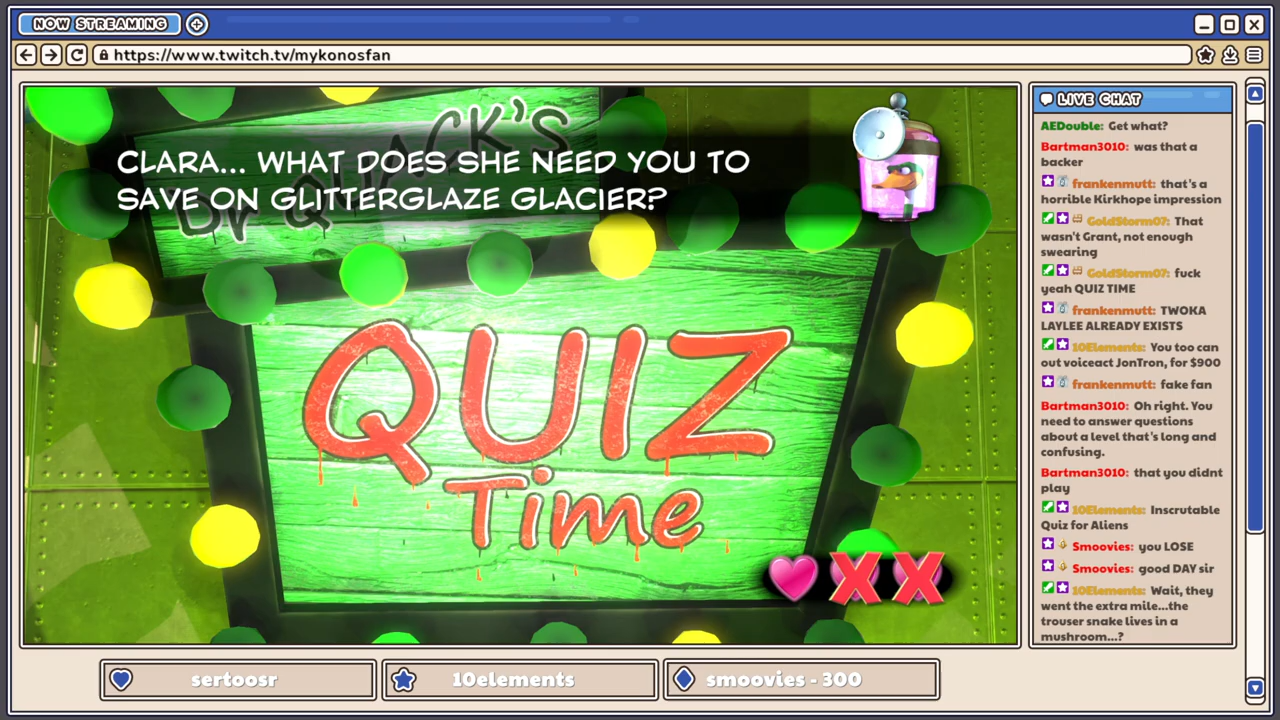 NOW STREAMING
https://www.twitch.tv/mykonosfan
CLARA... WHAT DOES SHE NEED YOU TO
SAVE ON GLITTERGLAZE GLACIER?
Dr QUACK'S
QUIZ
Time
LIVE CHAT
AEDouble: Get what?
Bartman3010: was that a
backer
frankenmutt: that's a
horrible Kirkhope impression
GoldStorm07: That
wasn't Grant, not enough
swearing
GoldStorm07: fuck
yeah QUIZ TIME
frankenmutt: TWOKA
LAYLEE ALREADY EXISTS
10Elements: You too can
out voiceact JonTron, for $900
frankenmutt: fake fan
Bartman3010: Oh right. You
need to answer questions
about a level that's long and
confusing.
Bartman3010: that you didnt
play
10Elements: Inscrutable
Quiz for Aliens
Smoovies: you LOSE
Smoovies: good DAY sir
10Elements: Wait, they
went the extra mile...the
trouser snake lives in a
mushroom...?
sertoosr
10elements
smoovies - 300